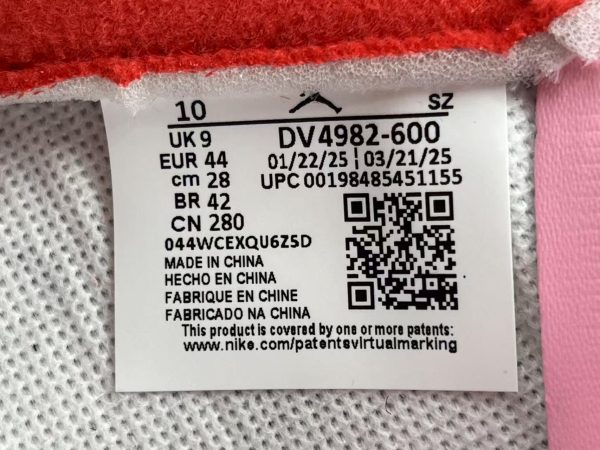 10 SZ
UK 9 DV4982-600
EUR 44 01/22/25 | 03/21/25
cm 28 UPC 00198485451155
BR 42
CN 280
044WCEXQU6Z5D
MADE IN CHINA
HECHO EN CHINA
FABRIQUE EN CHINE
FABRICADO NA CHINA
This product is covered by one or more patents:
www.nike.com/patentsvirtualmarking